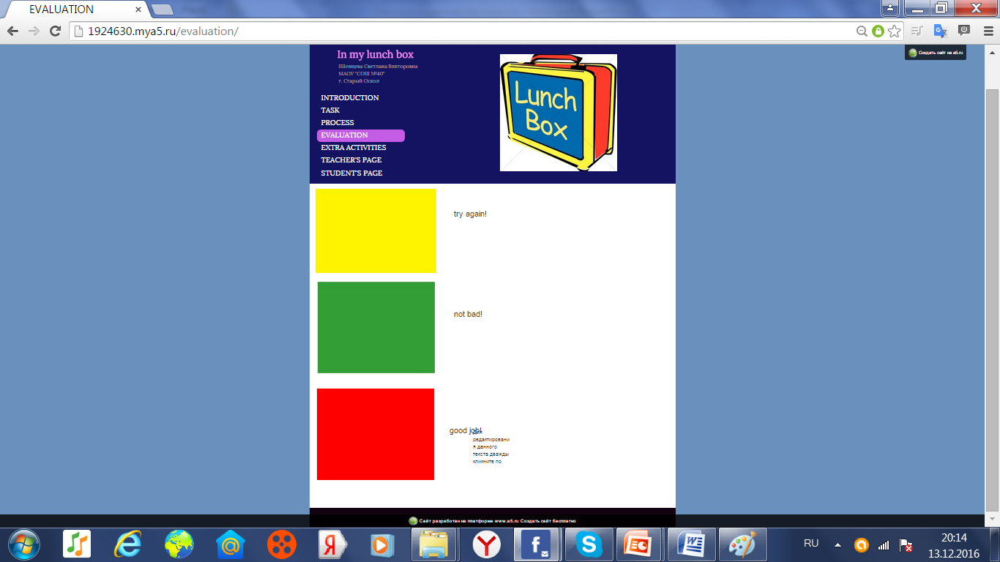 EVALUATION
1924630.mya5.ru/evaluation/
Создать сайт на a5.ru
In my lunch box
Шенцева Светлана Викторовна
МАОУ "СОШ №40"
г. Старый Оскол
Lunch
Box
INTRODUCTION
TASK
PROCESS
EVALUATION
EXTRA ACTIVITIES
TEACHER'S PAGE
STUDENT'S PAGE
try again!
not bad!
good job!
Для
редактировани
я данного
текста дважды
кликните по
Сайт разработан на платформе www.a5.ru Создать сайт бесплатно
RU
20:14
13.12.2016